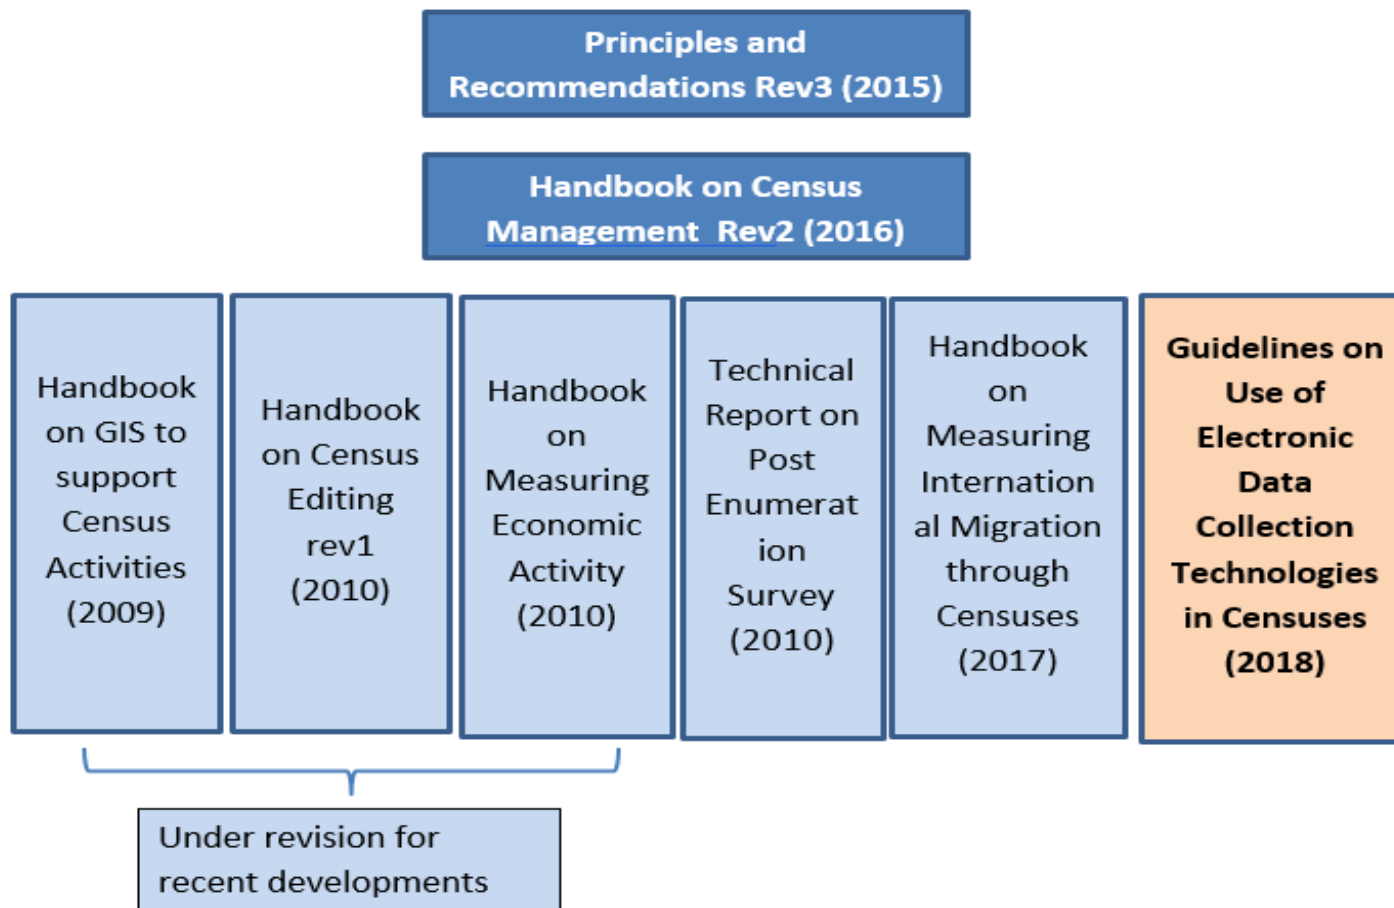 Principles and
Recommendations Rev3 (2015)
Handbook on Census
Management  Rev2 (2016)
Handbook
on GIS to
support
Census
Activities
(2009)
Handbook
on Census
Editing
rev1
(2010)
Handbook
on
Measuring
Economic
Activity
(2010)
Technical
Report on
Post
Enumerat
ion
Survey
(2010)
Handbook
on
Measuring
Internation
al Migration
through
Censuses
(2017)
Guidelines on
Use of
Electronic
Data
Collection
Technologies
in Censuses
(2018)
Under revision for
recent developments